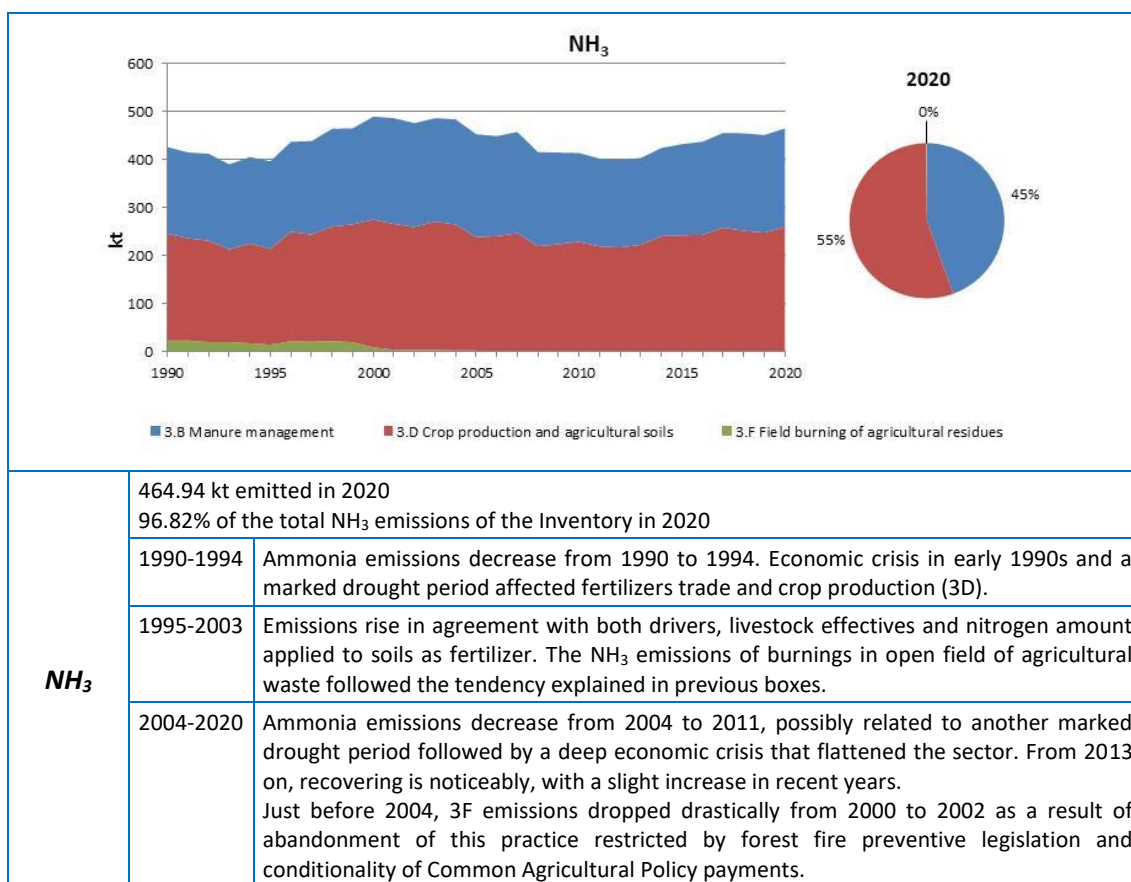 NH₃
600
500
400
300
200
100
0
kt
1990
1995
2000
2005
2010
2015
2020
2020
0%
45%
55%
3.B Manure management
3.D Crop production and agricultural soils
3.F Field burning of agricultural residues
NH₃
464.94 kt emitted in 2020
96.82% of the total NH₃ emissions of the Inventory in 2020
1990-1994
Ammonia emissions decrease from 1990 to 1994. Economic crisis in early 1990s and a
marked drought period affected fertilizers trade and crop production (3D).
1995-2003
Emissions rise in agreement with both drivers, livestock effectives and nitrogen amount
applied to soils as fertilizer. The NH₃ emissions of burnings in open field of agricultural
waste followed the tendency explained in previous boxes.
2004-2020
Ammonia emissions decrease from 2004 to 2011, possibly related to another marked
drought period followed by a deep economic crisis that flattened the sector. From 2013
on, recovering is noticeably, with a slight increase in recent years.
Just before 2004, 3F emissions dropped drastically from 2000 to 2002 as a result of
abandonment of this practice restricted by forest fire preventive legislation and
conditionality of Common Agricultural Policy payments.